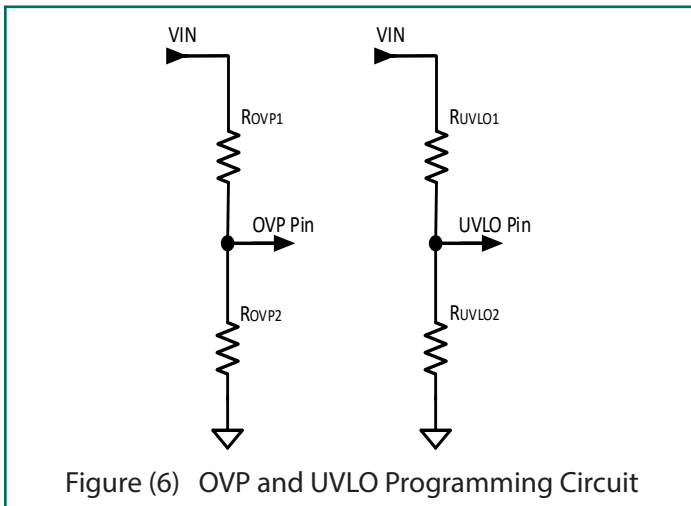 VIN
VIN
ROVP1
RUVLO1
OVP Pin
UVLO Pin
ROVP2
RUVLO2
Figure (6) OVP and UVLO Programming Circuit